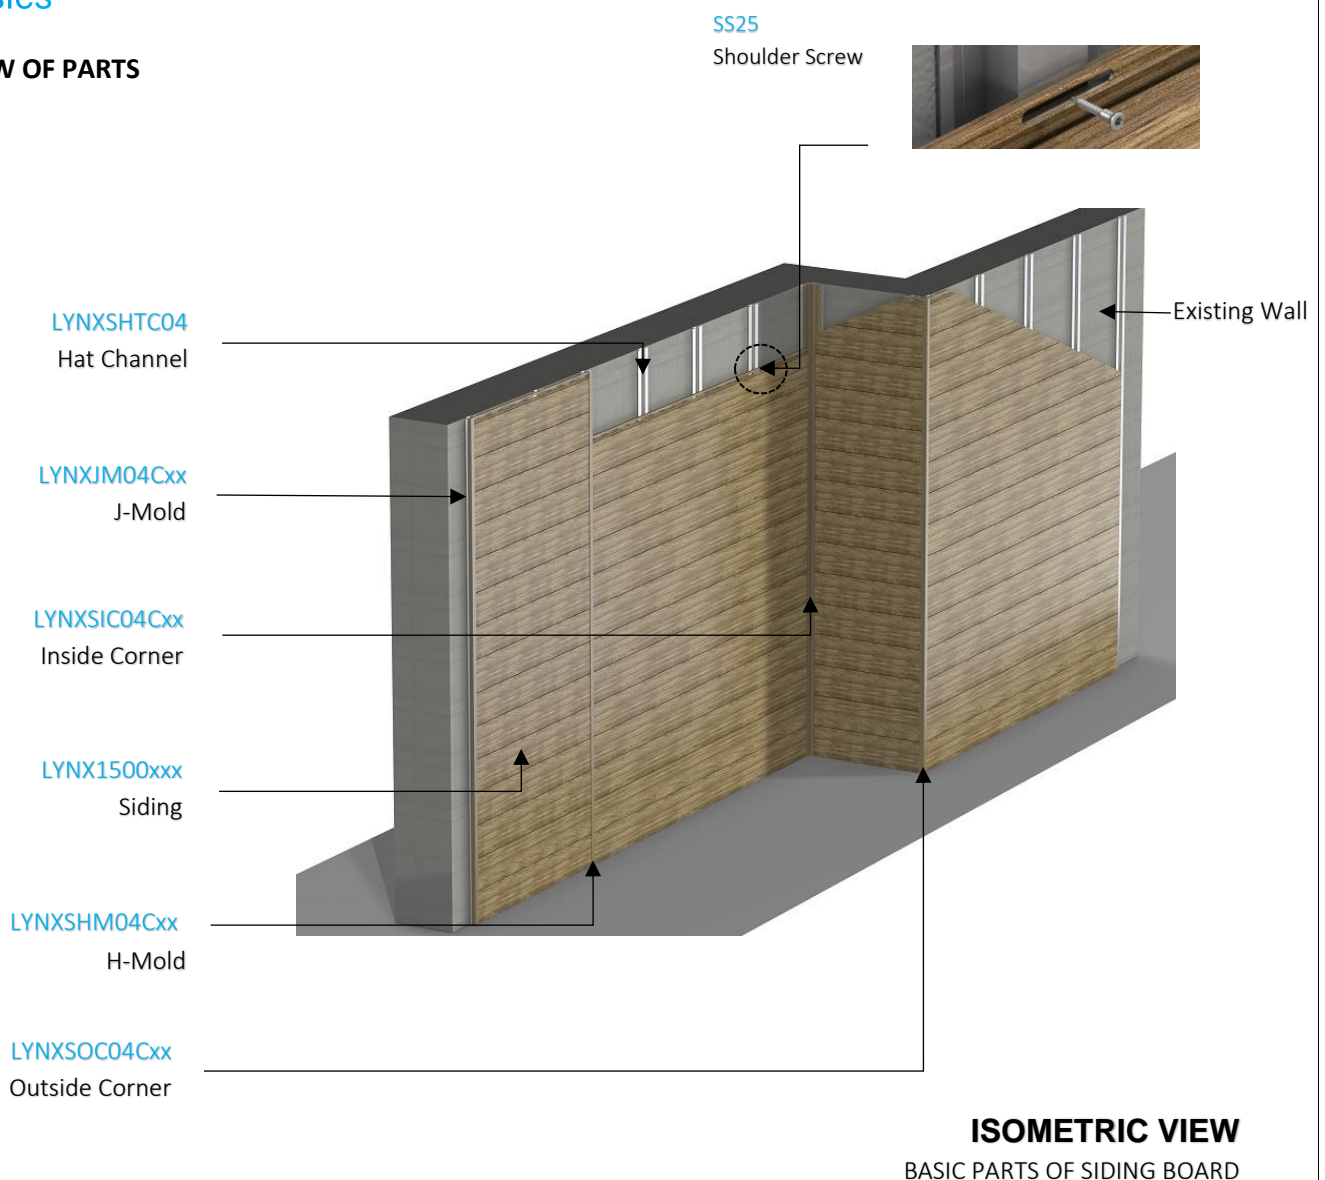 OF PARTS
SS25
Shoulder Screw
LYNXSHTC04
Hat Channel
Existing Wall
LYNXJM04Cxx
J-Mold
LYNXSIC04Cxx
Inside Corner
LYNX1500xxx
Siding
LYNXSHM04Cxx
H-Mold
LYNXSOC04Cxx
Outside Corner
ISOMETRIC VIEW
BASIC PARTS OF SIDING BOARD